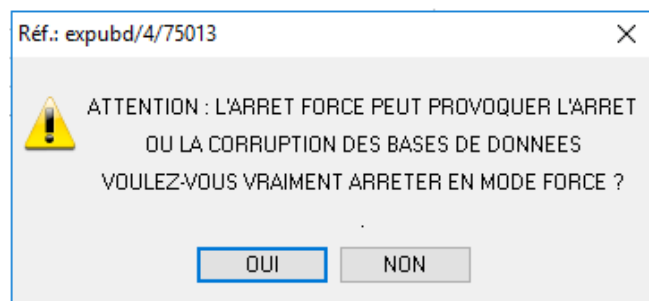 Réf.: expubd/4/75013
ATTENTION : L'ARRET FORCE PEUT PROVOQUER L'ARRET
OU LA CORRUPTION DES BASES DE DONNEES
VOULEZ-VOUS VRAIMENT ARRETER EN MODE FORCE ?
.
OUI
NON